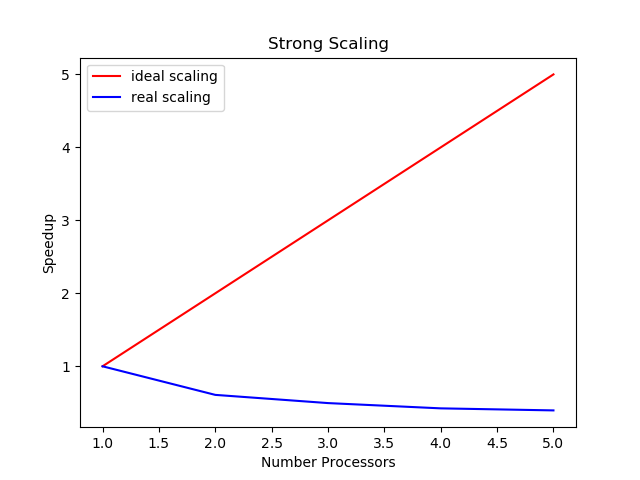 Strong Scaling
ideal scaling
real scaling
5
4
3
2
1
Speedup
1.0 1.5 2.0 2.5 3.0 3.5 4.0 4.5 5.0
Number Processors